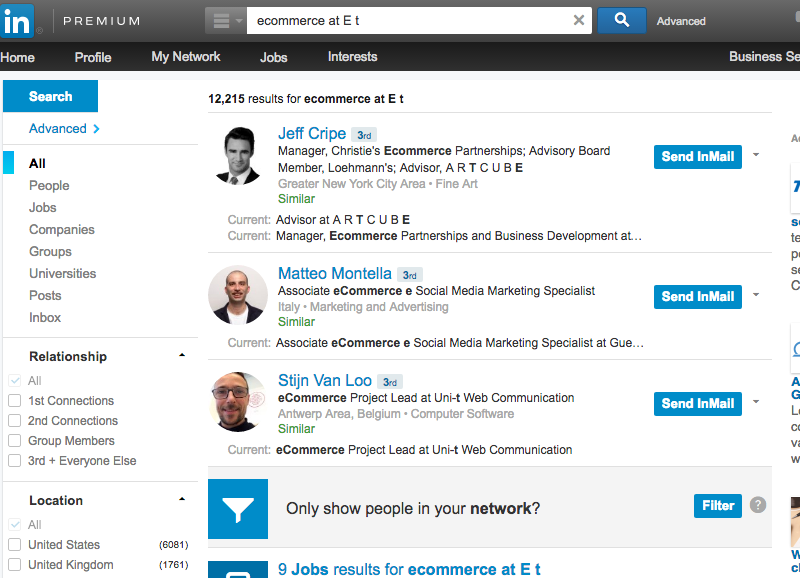 in PREMIUM
ecommerce at E t
Advanced
Home Profile My Network Jobs Interests Business Se
Search
Advanced
All
People
Jobs
Companies
Groups
Universities
Posts
Inbox
Relationship
All
1st Connections
2nd Connections
Group Members
3rd + Everyone Else
Location
All
United States (6081)
United Kingdom (1761)
12,215 results for ecommerce at E t
Jeff Cripe 3rd
Manager, Christie's Ecommerce Partnerships; Advisory Board
Member, Loehmann's; Advisor, A R T C U B E
Greater New York City Area • Fine Art
Similar
Current: Advisor at A R T C U B E
Current: Manager, Ecommerce Partnerships and Business Development at…
Send InMail
Matteo Montella 3rd
Associate eCommerce e Social Media Marketing Specialist
Italy • Marketing and Advertising
Similar
Current: Associate eCommerce e Social Media Marketing Specialist at Gue…
Send InMail
Stijn Van Loo 3rd
eCommerce Project Lead at Uni-t Web Communication
Antwerp Area, Belgium • Computer Software
Similar
Current: eCommerce Project Lead at Uni-t Web Communication
Send InMail
Only show people in your network?
Filter ?
9 Jobs results for ecommerce at E t